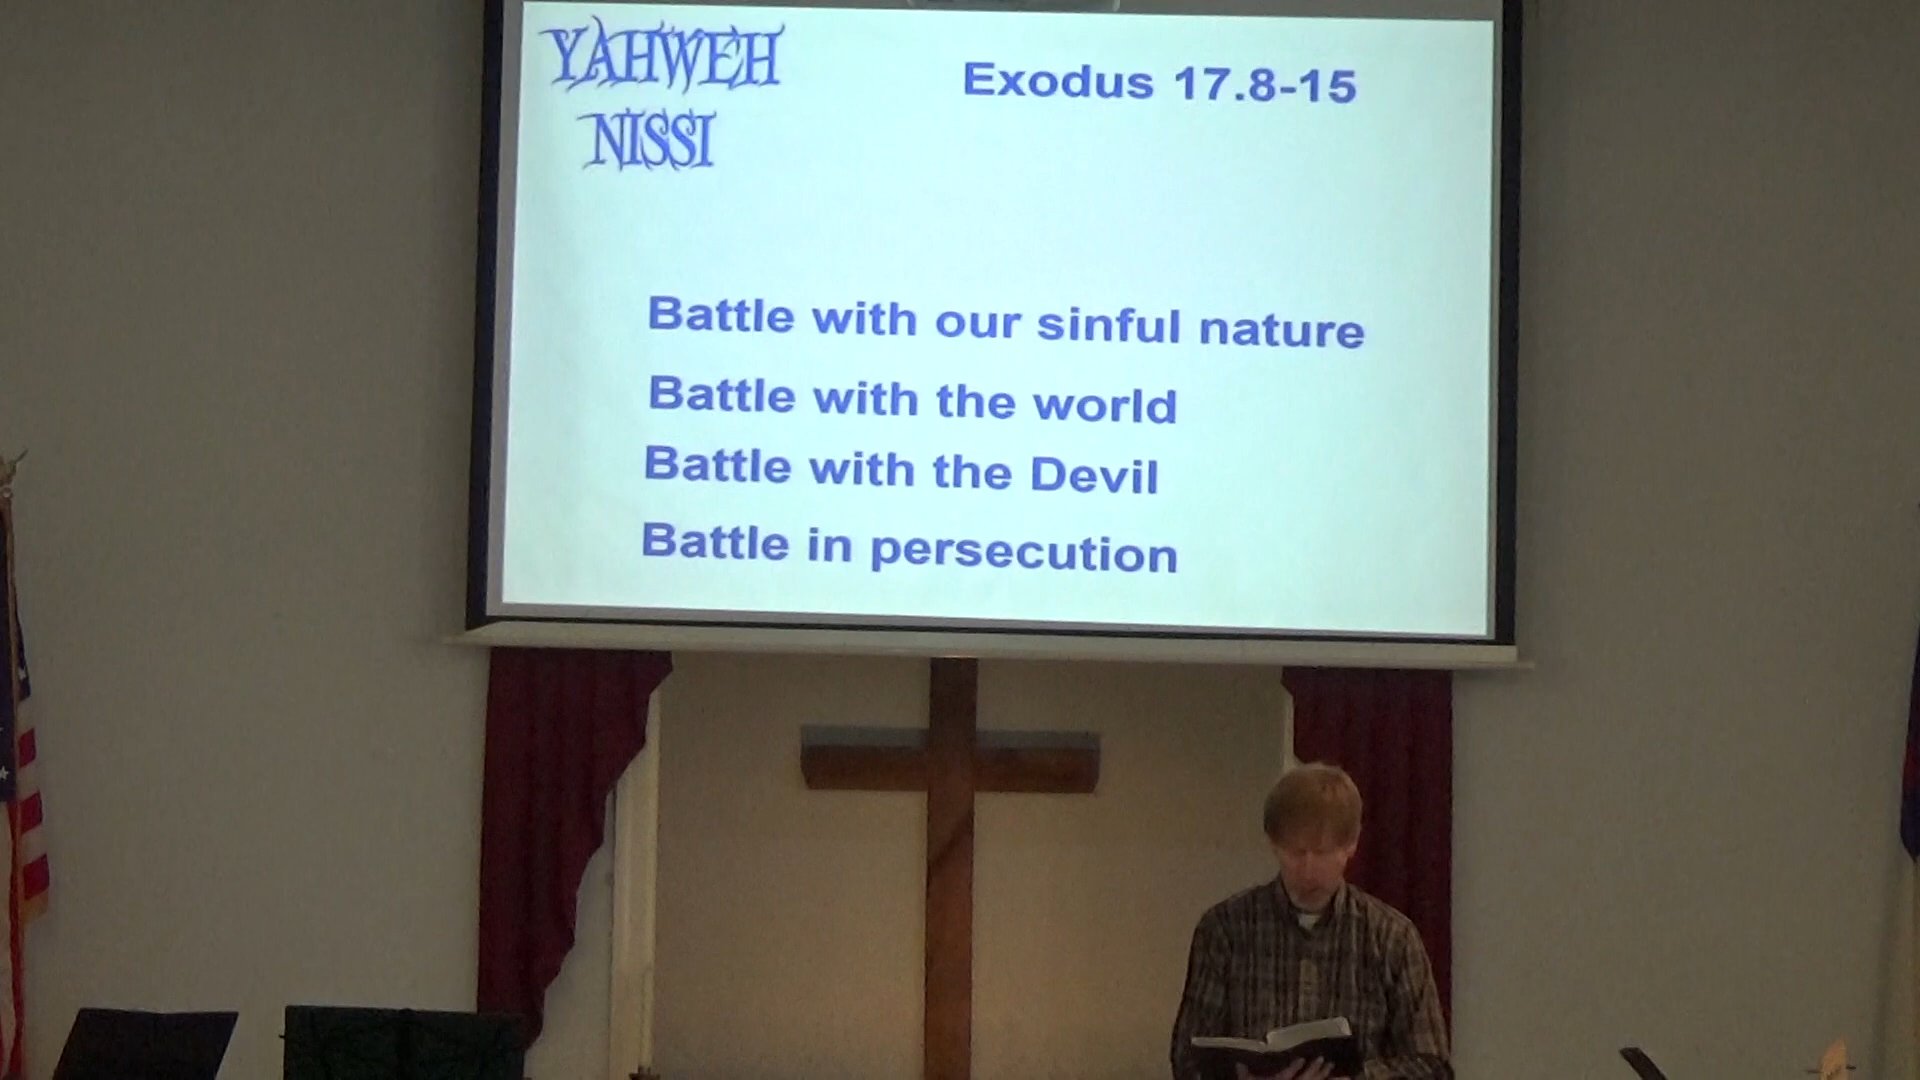 YAHWEH
NISSI
Exodus 17.8-15
Battle with our sinful nature
Battle with the world
Battle with the Devil
Battle in persecution